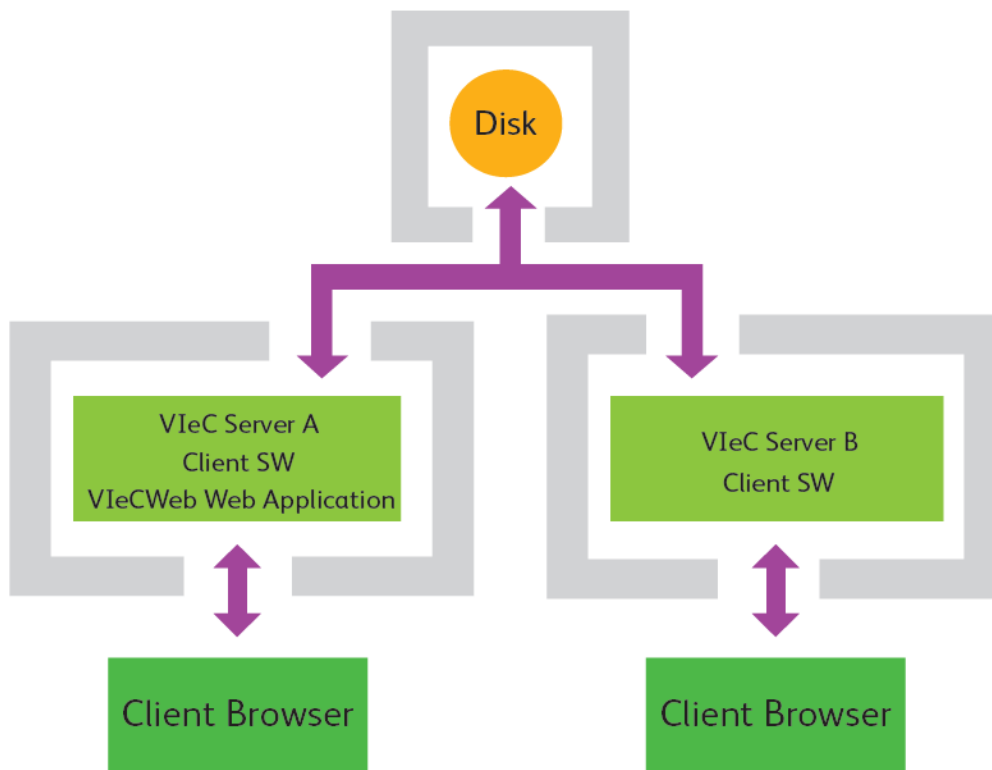 Disk
VIeC Server A
Client SW
VIeCWeb Web Application
VIeC Server B
Client SW
Client Browser
Client Browser